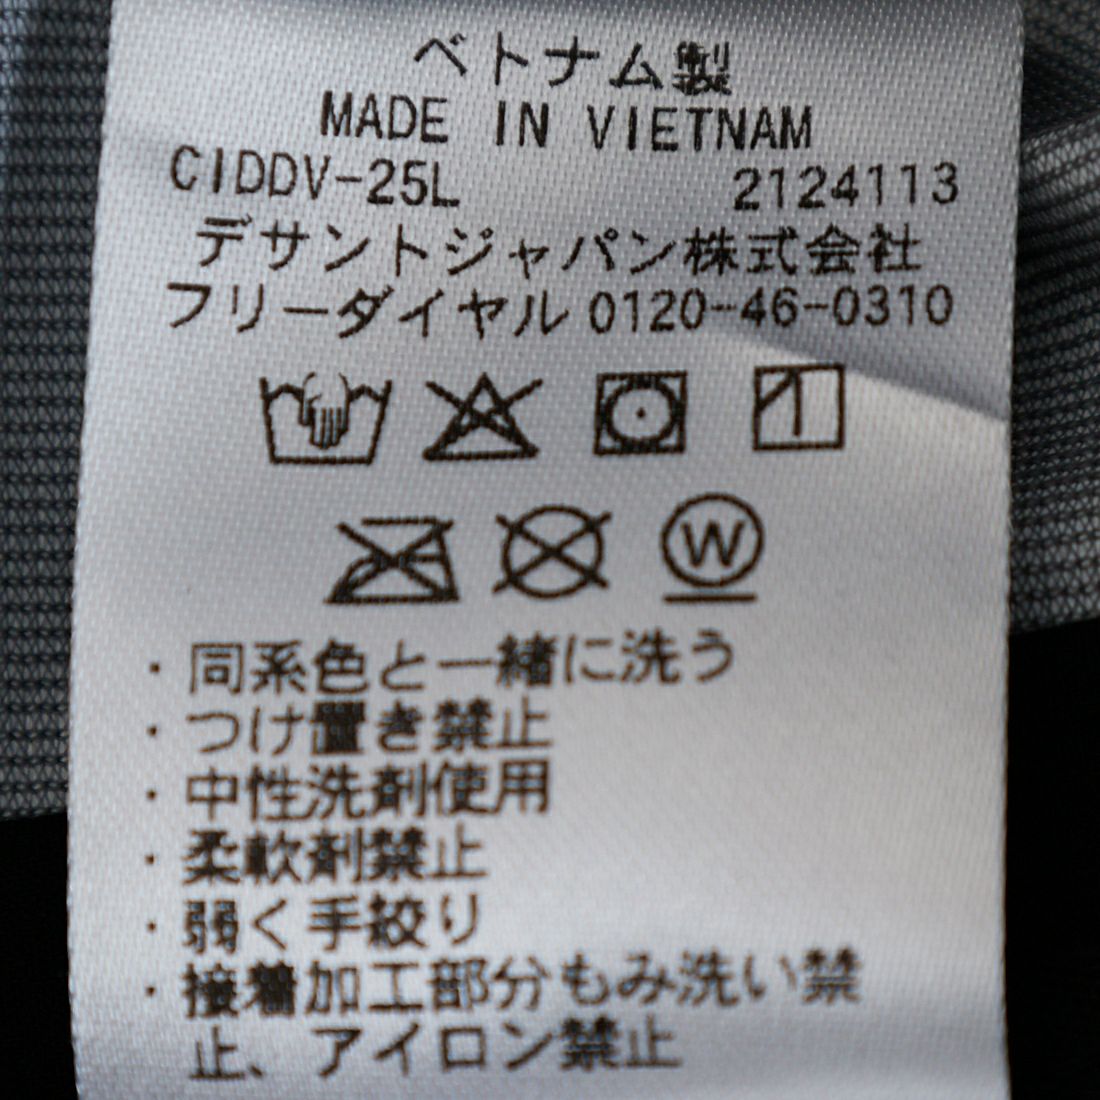 ベトナム製
MADE IN VIETNAM
CIDDV-25L 2124113
デサントジャパン株式会社
フリーダイヤル 0120-46-0310
W
・同系色と一緒に洗う
・つけ置き禁止
・中性洗剤使用
・柔軟剤禁止
・弱く手絞り
・接着加工部分もみ洗い禁
止、アイロン禁止